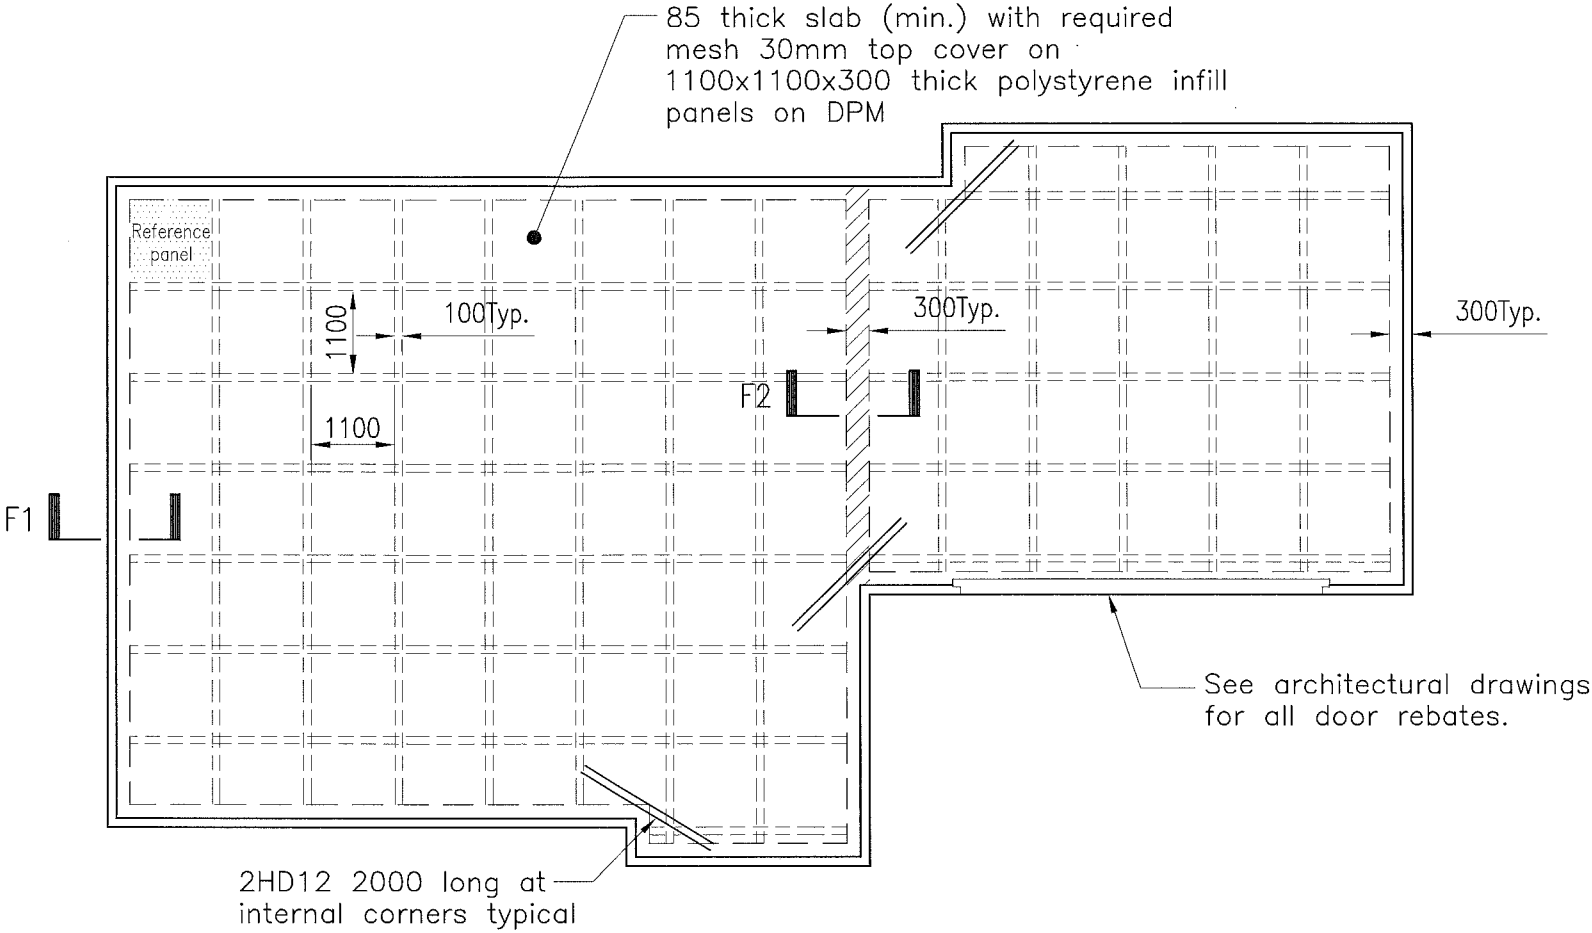 85 thick slab (min.) with required
mesh 30mm top cover on
1100x1100x300 thick polystyrene infill
panels on DPM
Reference
panel
1100
100Typ.
300Typ.
300Typ.
F2
1100
F1
See architectural drawings
for all door rebates.
2HD12 2000 long at
internal corners typical